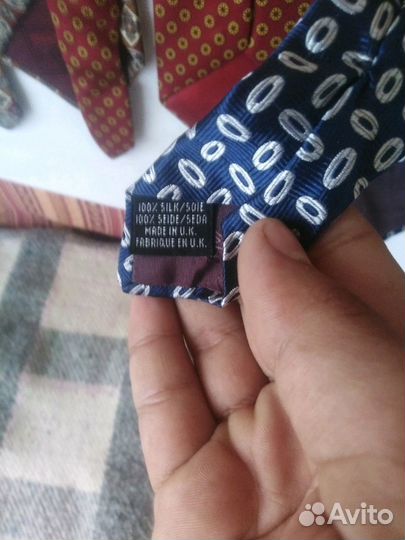 100% SILK/SOIE
100% SEIDE/SEDA
MADE IN U.K.
FABRIQUE EN U.K.
Avito